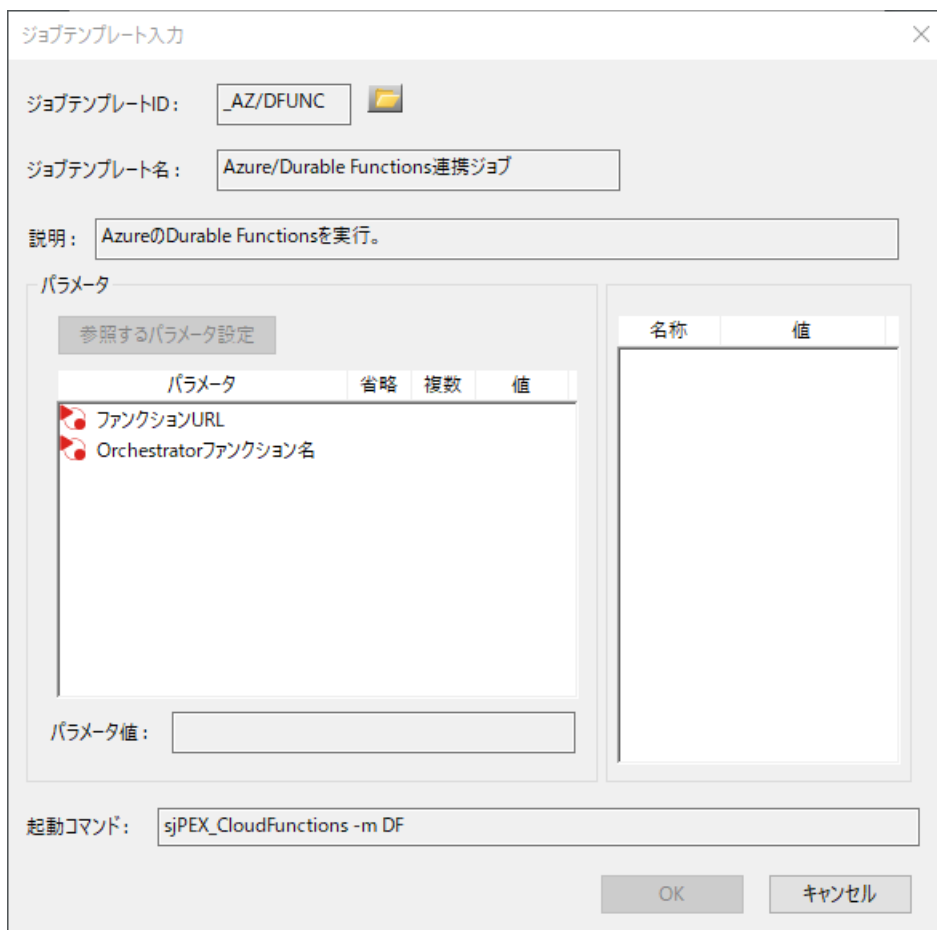 ジョブテンプレート入力
ジョブテンプレートID： _AZ/DFUNC
ジョブテンプレート名： Azure/Durable Functions連携ジョブ
説明： AzureのDurable Functionsを実行。
パラメータ
参照するパラメータ設定
パラメータ 省略 複数 値
ファンクションURL
Orchestratorファンクション名
パラメータ値：
名称 値
起動コマンド： sjPEX_CloudFunctions -m DF
OK キャンセル